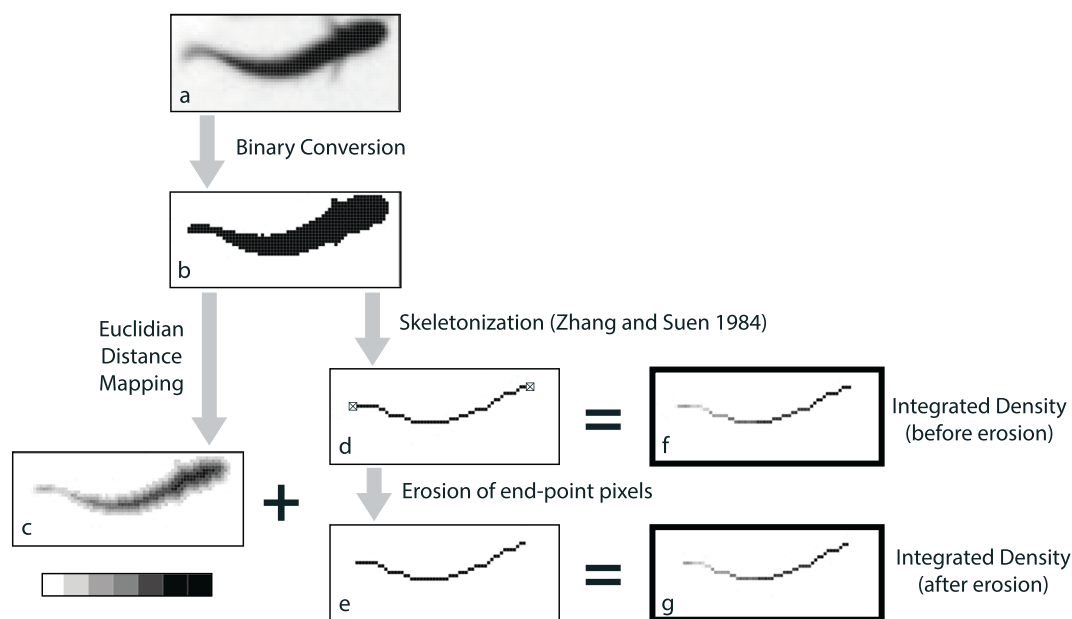 a
Binary Conversion
b
Euclidian
Distance
Mapping
Skeletonization (Zhang and Suen 1984)
d
f
Integrated Density
(before erosion)
c
+
Erosion of end-point pixels
=
e
=
g
Integrated Density
(after erosion)